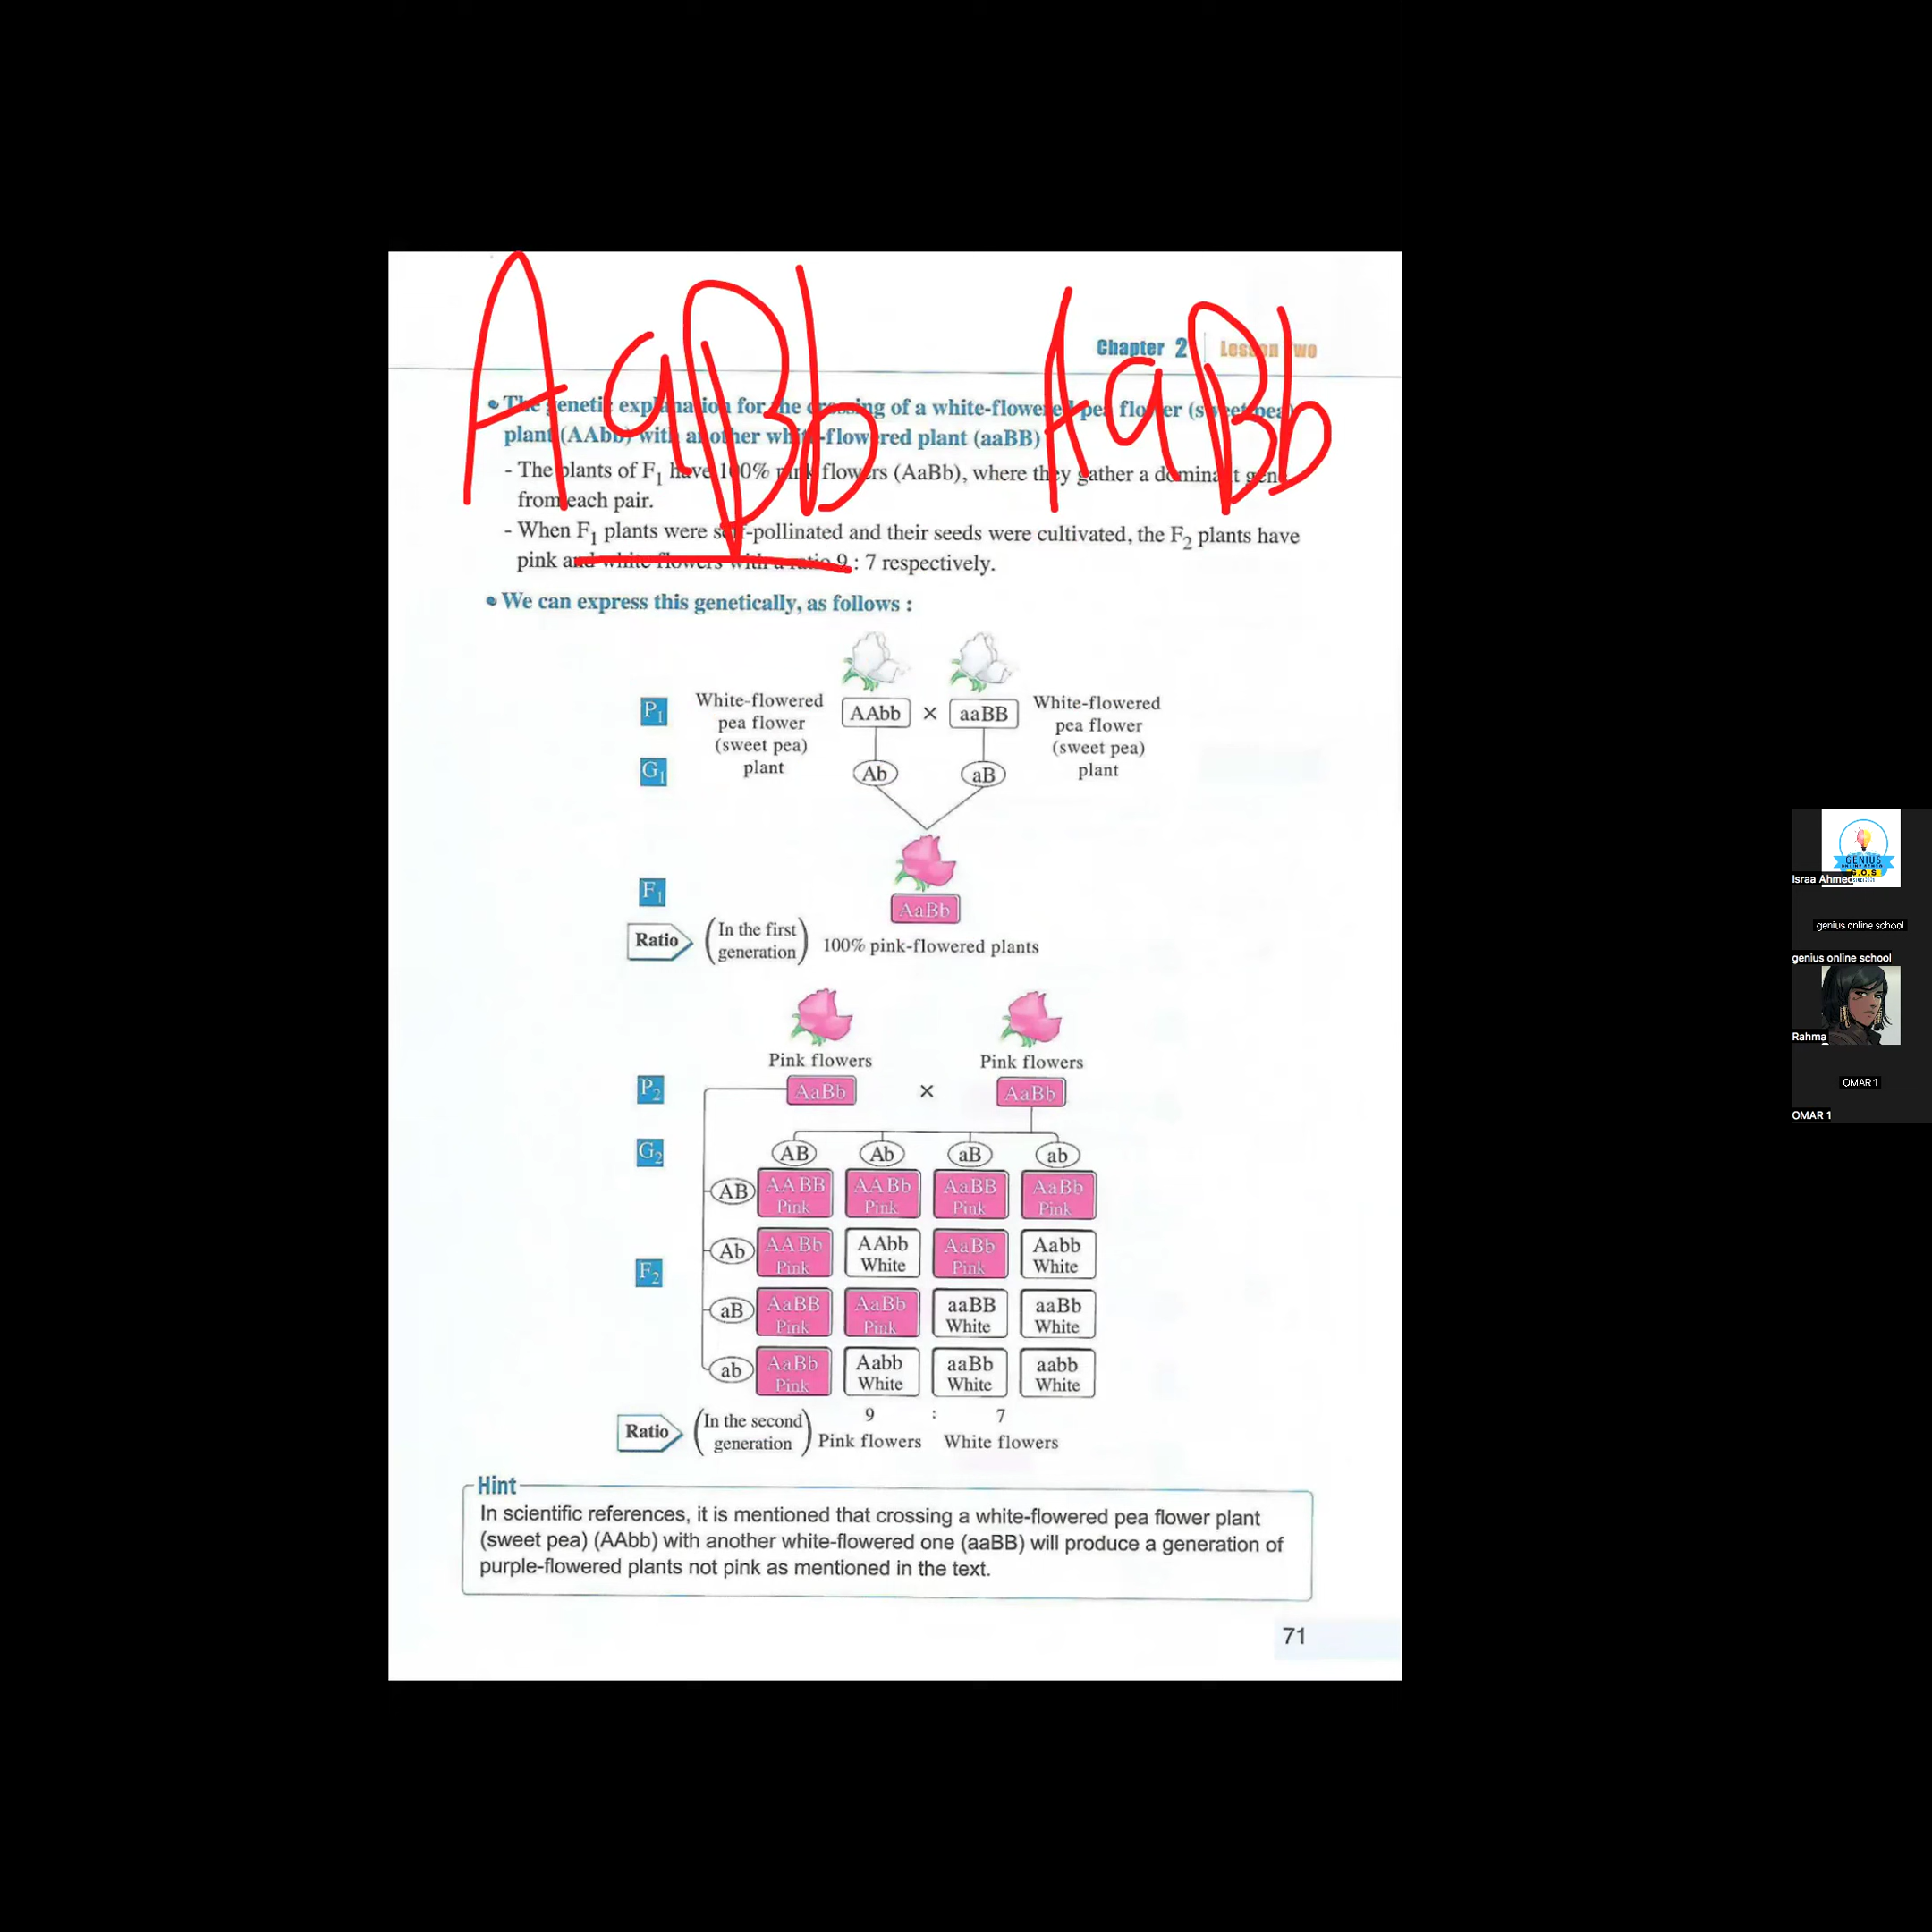 AaBb AaBb
Chapter 2 Lesson Two
The genetic explanation for the crossing of a white-flowered pea flower (sweet pea)
plant (AAbb) with another white-flowered plant (aaBB)
- The plants of F1 have 100% pink flowers (AaBb), where they gather a dominant gene
from each pair.
- When F1 plants were self-pollinated and their seeds were cultivated, the F2 plants have
pink and white flowers with a ratio 9 : 7 respectively.
We can express this genetically, as follows :
P1 White-flowered pea flower (sweet pea) plant AAbb × aaBB White-flowered pea flower (sweet pea) plant
G1 Ab aB
F1 AaBb
Ratio (In the first generation) 100% pink-flowered plants
Pink flowers Pink flowers
P2 AaBb × AaBb
G2 AB Ab aB ab
AB AABB Pink AABb Pink AaBB Pink AaBb Pink
Ab AABb Pink AAbb White AaBb Pink Aabb White
F2
aB AaBB Pink AaBb Pink aaBB White aaBb White
ab AaBb Pink Aabb White aaBb White aabb White
Ratio (In the second generation) 9 : 7
Pink flowers White flowers
Hint
In scientific references, it is mentioned that crossing a white-flowered pea flower plant
(sweet pea) (AAbb) with another white-flowered one (aaBB) will produce a generation of
purple-flowered plants not pink as mentioned in the text.
71
GENIUS
G.O.S
Israa Ahmed
genius online school
genius online school
Rahma
OMAR 1
OMAR 1